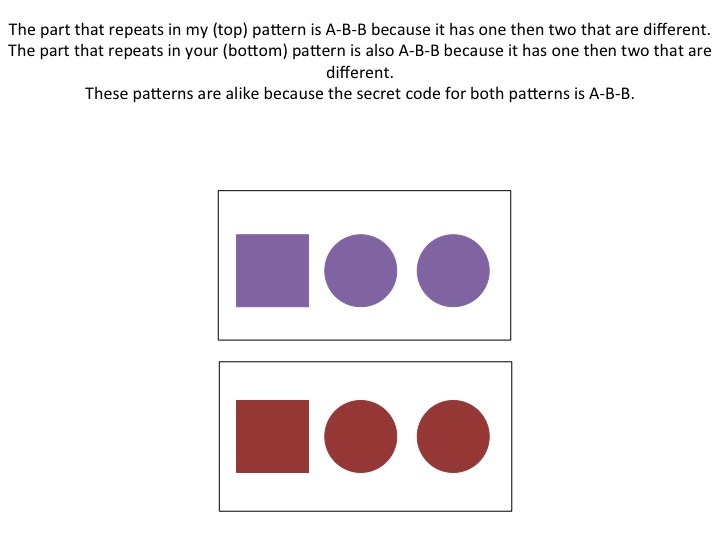 The part that repeats in my (top) pattern is A-B-B because it has one then two that are different.
The part that repeats in your (bottom) pattern is also A-B-B because it has one then two that are
different.
These patterns are alike because the secret code for both patterns is A-B-B.